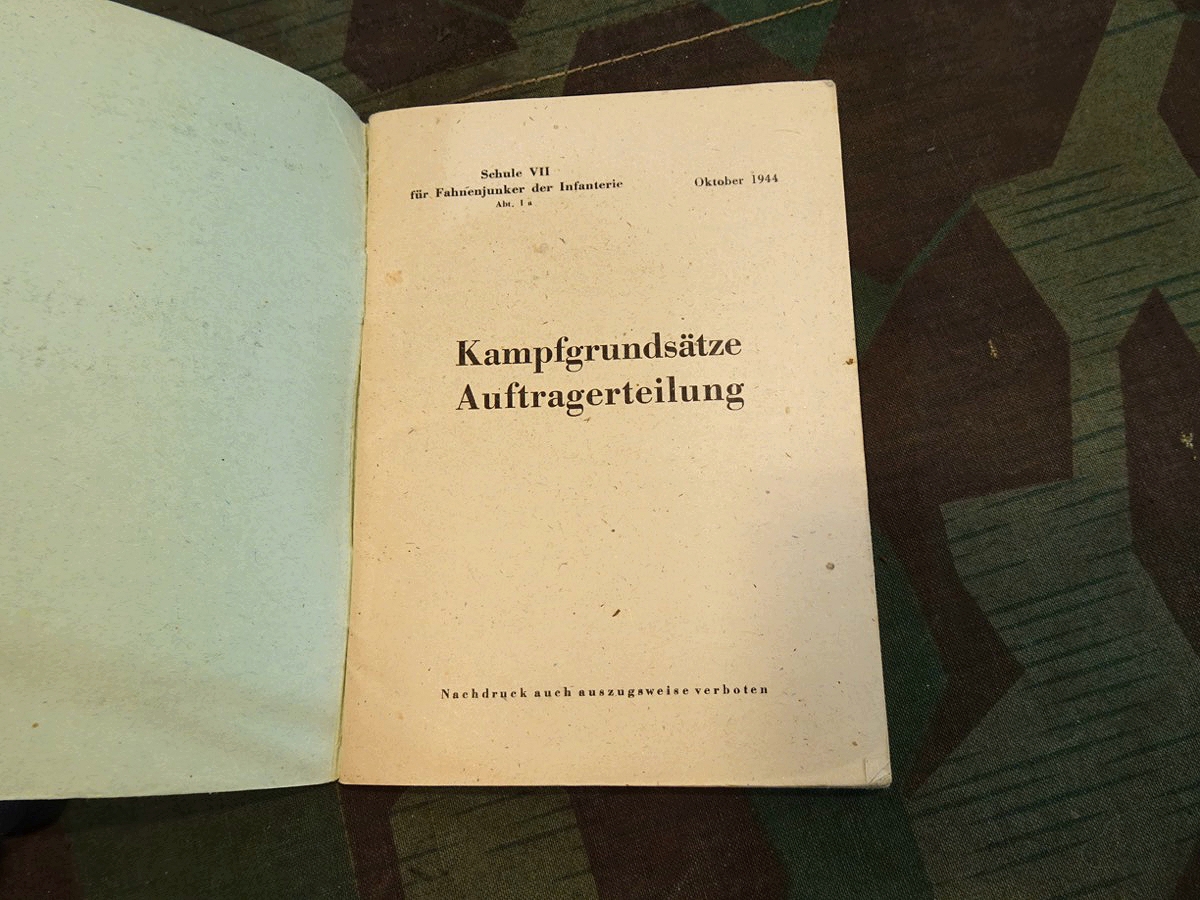 Schule VII
für Fahnenjunker der Infanterie
Abt. I a
Oktober 1944
Kampfgrundsätze
Auftragerteilung
Nachdruck auch auszugsweise verboten